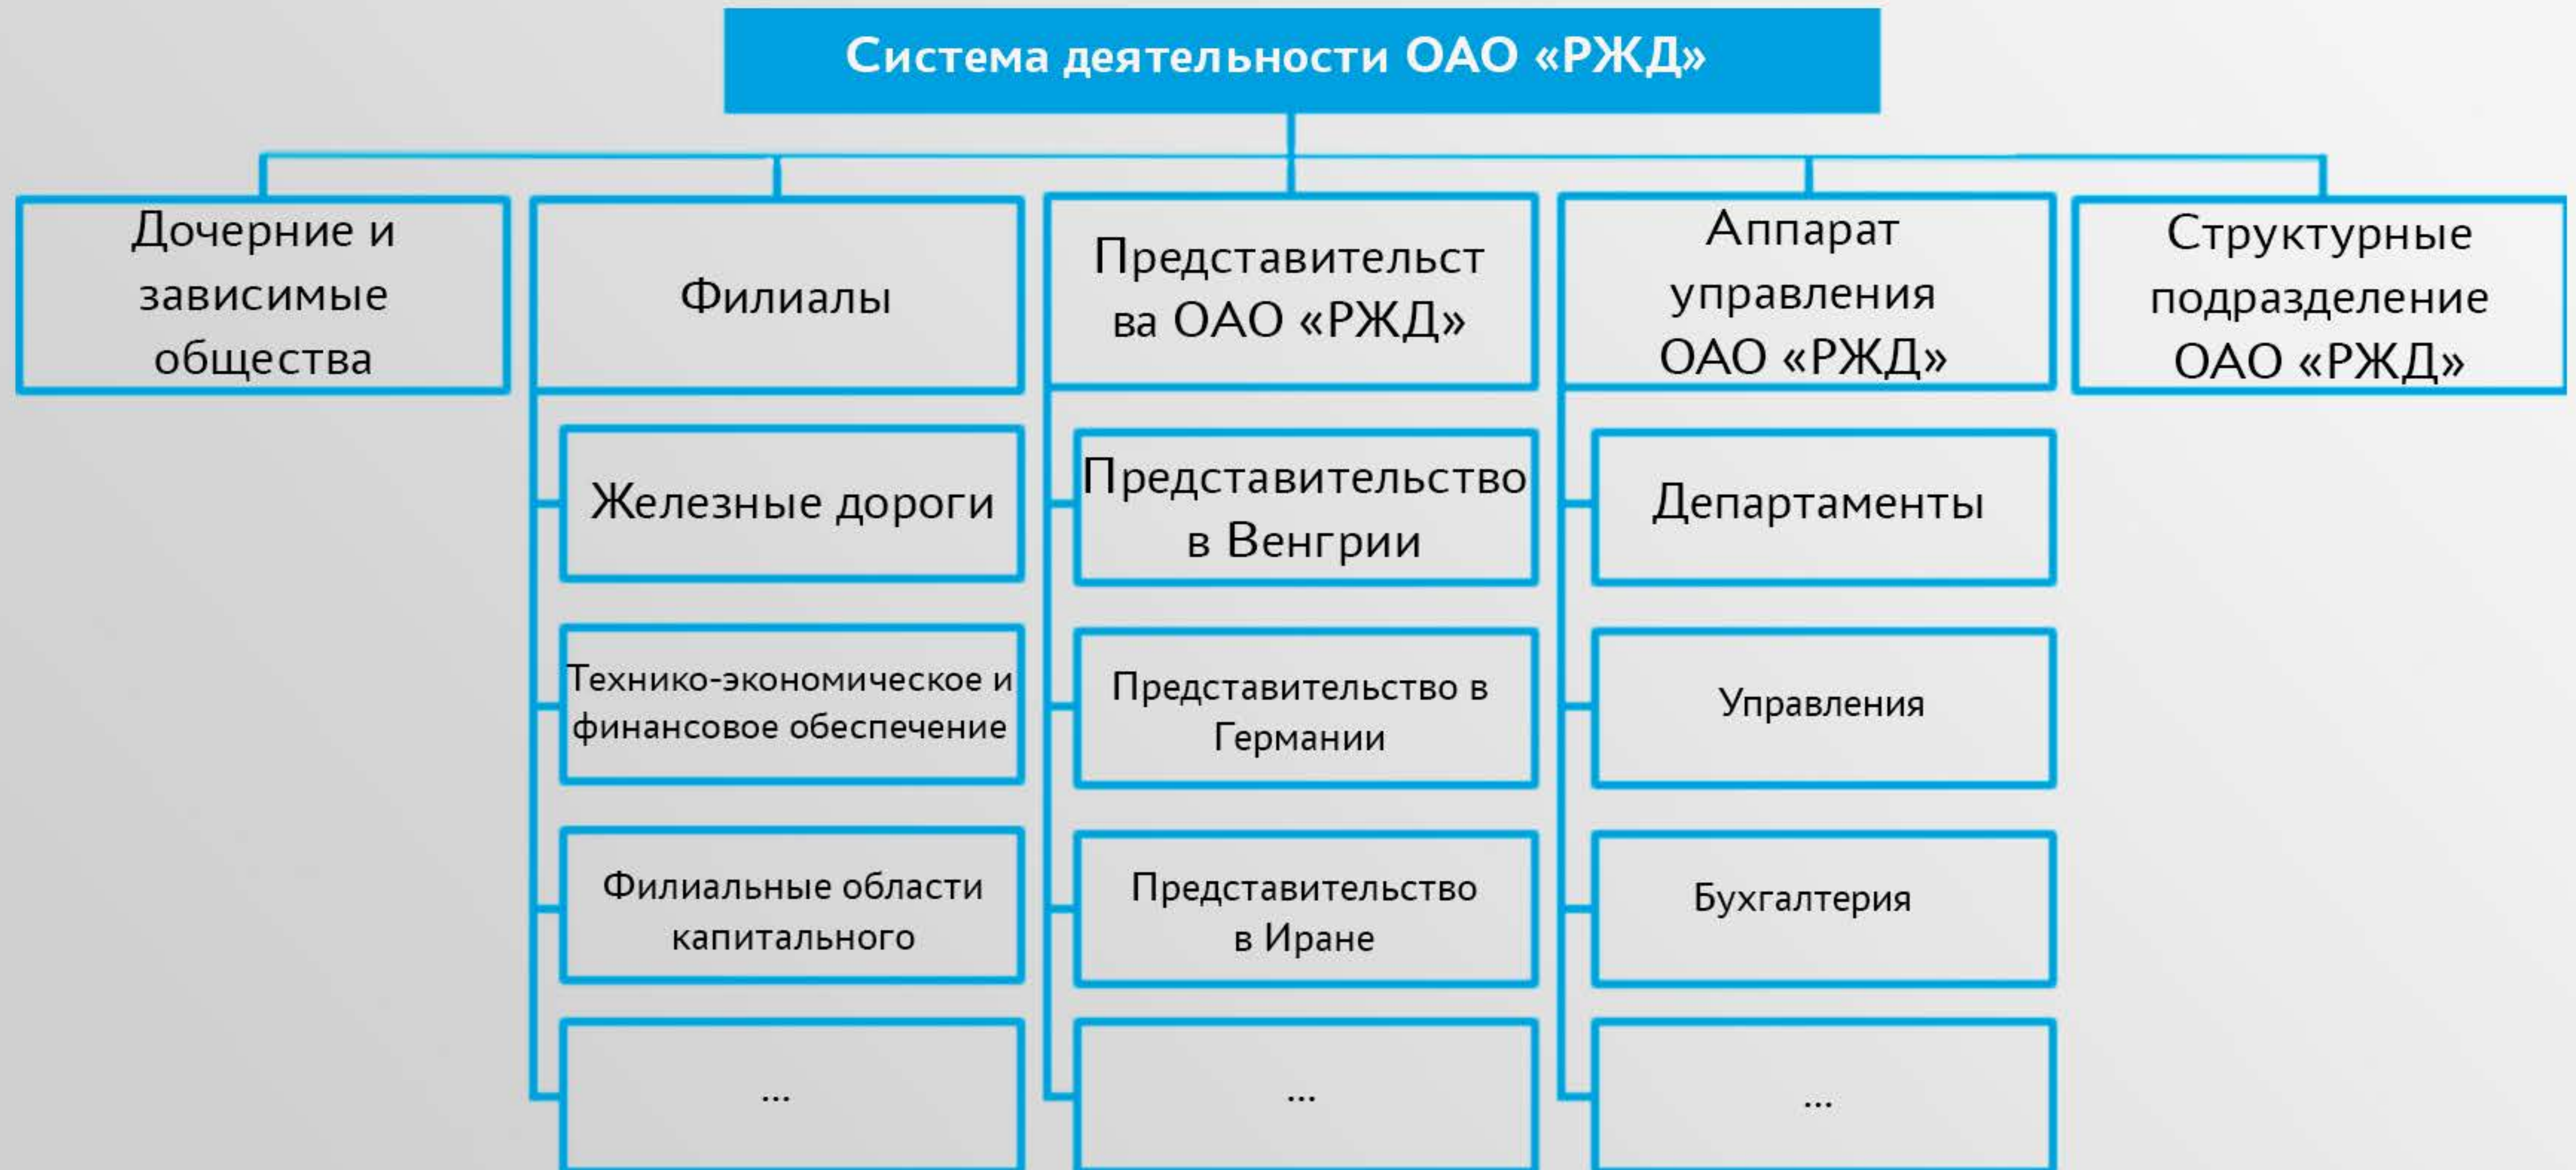 Система деятельности ОАО «РЖД»
Дочерние и
зависимые
общества
Филиалы
Представительст
ва ОАО «РЖД»
Аппарат
управления
ОАО «РЖД»
Структурные
подразделение
ОАО «РЖД»
Железные дороги
Технико-экономическое и
финансовое обеспечение
Филиальные области
капитального
...
Представительство
в Венгрии
Представительство в
Германии
Представительство
в Иране
...
Департаменты
Управления
Бухгалтерия
...